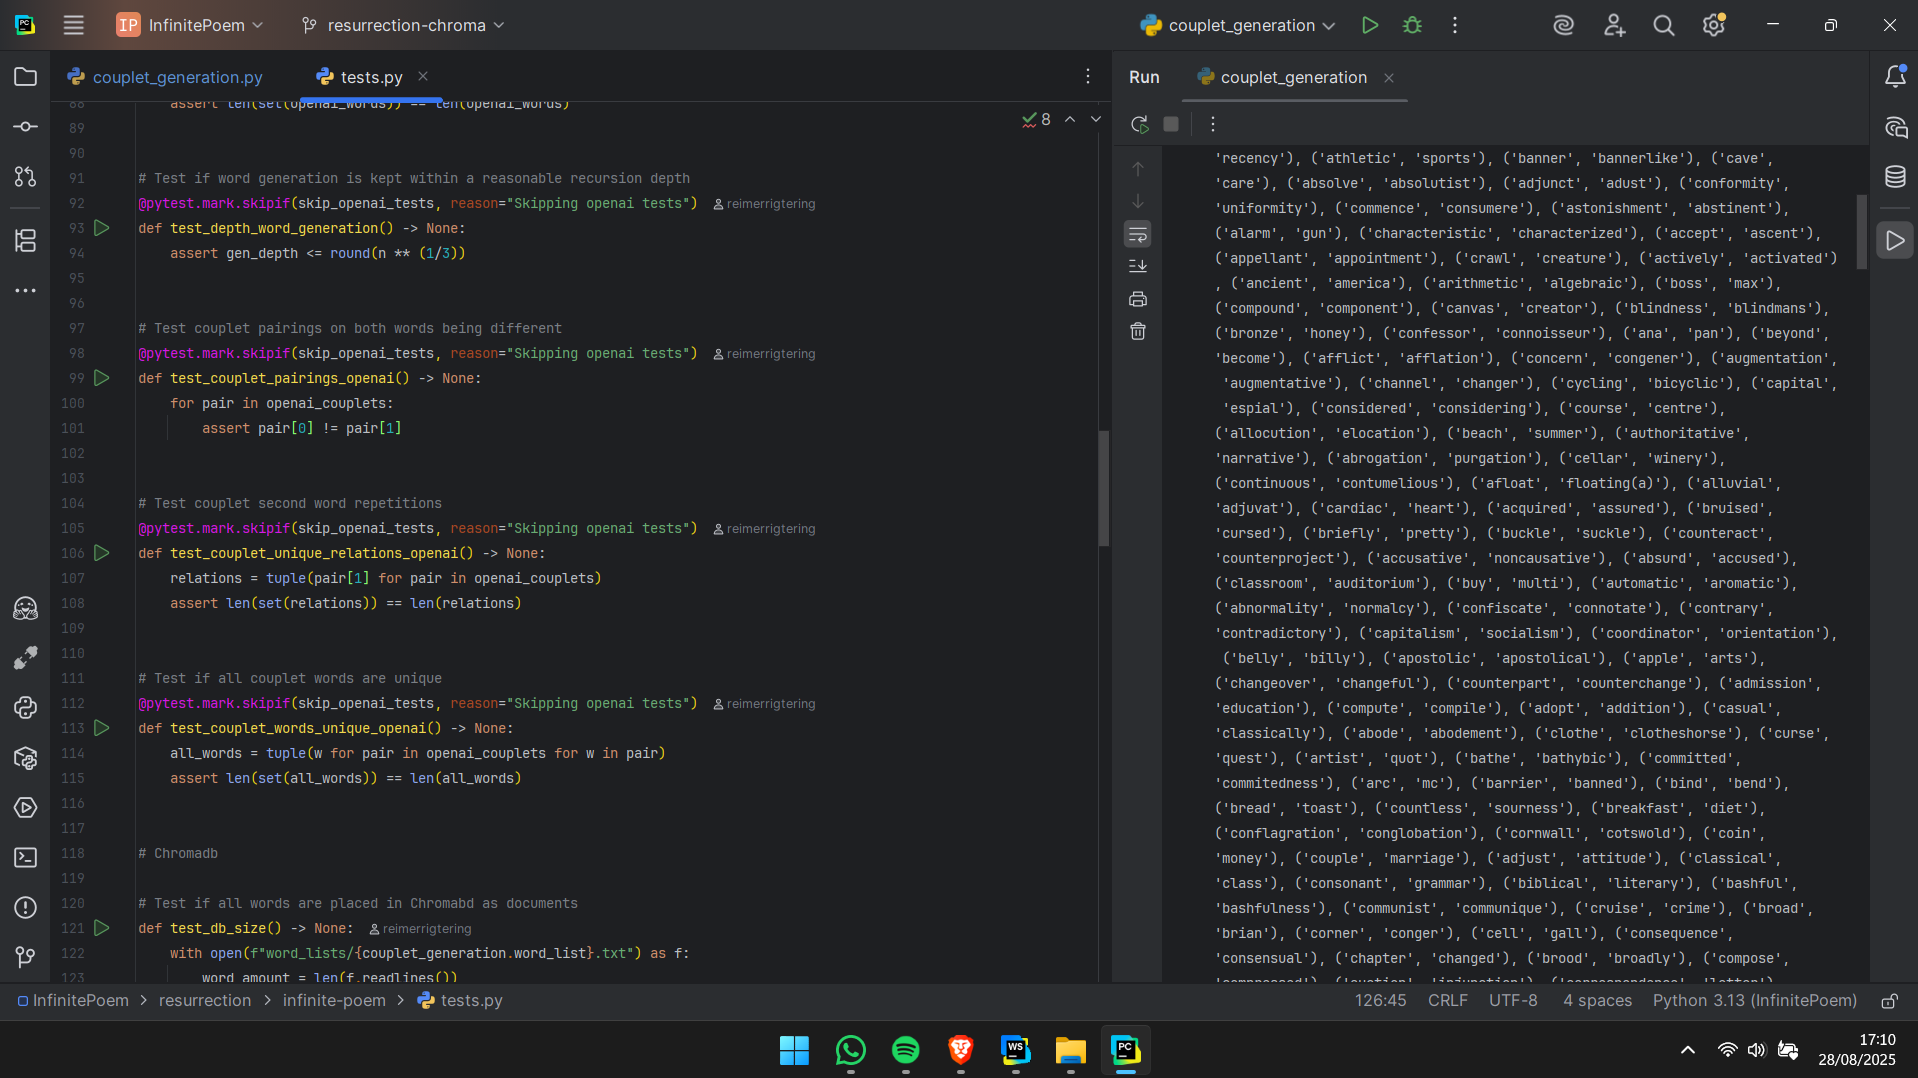 PC
IP InfinitePoem
resurrection-chroma
couplet_generation
couplet_generation.py
tests.py
Run
couplet_generation
8
88 assert len(set(openai_words)) == len(openai_words)
89
90
91 # Test if word generation is kept within a reasonable recursion depth
92 @pytest.mark.skipif(skip_openai_tests, reason="Skipping openai tests") reimerrigtering
93 def test_depth_word_generation() -> None:
94 assert gen_depth <= round(n ** (1/3))
95
96
97 # Test couplet pairings on both words being different
98 @pytest.mark.skipif(skip_openai_tests, reason="Skipping openai tests") reimerrigtering
99 def test_couplet_pairings_openai() -> None:
100 for pair in openai_couplets:
101 assert pair[0] != pair[1]
102
103
104 # Test couplet second word repetitions
105 @pytest.mark.skipif(skip_openai_tests, reason="Skipping openai tests") reimerrigtering
106 def test_couplet_unique_relations_openai() -> None:
107 relations = tuple(pair[1] for pair in openai_couplets)
108 assert len(set(relations)) == len(relations)
109
110
111 # Test if all couplet words are unique
112 @pytest.mark.skipif(skip_openai_tests, reason="Skipping openai tests") reimerrigtering
113 def test_couplet_words_unique_openai() -> None:
114 all_words = tuple(w for pair in openai_couplets for w in pair)
115 assert len(set(all_words)) == len(all_words)
116
117
118 # Chromadb
119
120 # Test if all words are placed in Chromabd as documents
121 def test_db_size() -> None: reimerrigtering
122 with open(f"word_lists/{couplet_generation.word_list}.txt") as f:
123 word_amount = len(f.readlines())
'recency'), ('athletic', 'sports'), ('banner', 'bannerlike'), ('cave',
'care'), ('absolve', 'absolutist'), ('adjunct', 'adust'), ('conformity',
'uniformity'), ('commence', 'consumere'), ('astonishment', 'abstinent'),
('alarm', 'gun'), ('characteristic', 'characterized'), ('accept', 'ascent'),
('appellant', 'appointment'), ('crawl', 'creature'), ('actively', 'activated')
, ('ancient', 'america'), ('arithmetic', 'algebraic'), ('boss', 'max'),
('compound', 'component'), ('canvas', 'creator'), ('blindness', 'blindmans'),
('bronze', 'honey'), ('confessor', 'connoisseur'), ('ana', 'pan'), ('beyond',
'become'), ('afflict', 'afflation'), ('concern', 'congener'), ('augmentation',
'augmentative'), ('channel', 'changer'), ('cycling', 'bicyclic'), ('capital',
'espial'), ('considered', 'considering'), ('course', 'centre'),
('allocution', 'elocation'), ('beach', 'summer'), ('authoritative',
'narrative'), ('abrogation', 'purgation'), ('cellar', 'winery'),
('continuous', 'contumelious'), ('afloat', 'floating(a)'), ('alluvial',
'adjuvat'), ('cardiac', 'heart'), ('acquired', 'assured'), ('bruised',
'cursed'), ('briefly', 'pretty'), ('buckle', 'suckle'), ('counteract',
'counterproject'), ('accusative', 'noncausative'), ('absurd', 'accused'),
('classroom', 'auditorium'), ('buy', 'multi'), ('automatic', 'aromatic'),
('abnormality', 'normalcy'), ('confiscate', 'connotate'), ('contrary',
'contradictory'), ('capitalism', 'socialism'), ('coordinator', 'orientation'),
('belly', 'billy'), ('apostolic', 'apostolical'), ('apple', 'arts'),
('changeover', 'changeful'), ('counterpart', 'counterchange'), ('admission',
'education'), ('compute', 'compile'), ('adopt', 'addition'), ('casual',
'classically'), ('abode', 'abodement'), ('clothe', 'clotheshorse'), ('curse',
'quest'), ('artist', 'quot'), ('bathe', 'bathybic'), ('committed',
'commitedness'), ('arc', 'mc'), ('barrier', 'banned'), ('bind', 'bend'),
('bread', 'toast'), ('countless', 'sourness'), ('breakfast', 'diet'),
('conflagration', 'conglobation'), ('cornwall', 'cotswold'), ('coin',
'money'), ('couple', 'marriage'), ('adjust', 'attitude'), ('classical',
'class'), ('consonant', 'grammar'), ('biblical', 'literary'), ('bashful',
'bashfulness'), ('communist', 'communique'), ('cruise', 'crime'), ('broad',
'brian'), ('corner', 'conger'), ('cell', 'gall'), ('consequence',
'consensual'), ('chapter', 'changed'), ('brood', 'broadly'), ('compose',
InfinitePoem > resurrection > infinite-poem > tests.py
126:45 CRLF UTF-8 4 spaces Python 3.13 (InfinitePoem)
WS
PC
17:10
28/08/2025